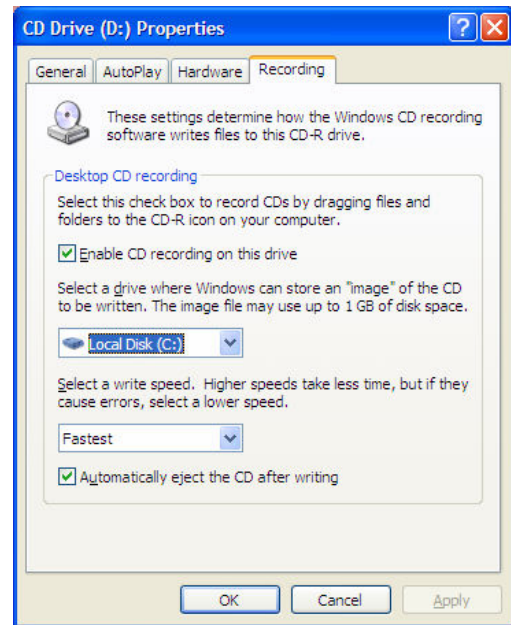 CD Drive (D:) Properties
General AutoPlay Hardware Recording
These settings determine how the Windows CD recording
software writes files to this CD-R drive.
Desktop CD recording
Select this check box to record CDs by dragging files and
folders to the CD-R icon on your computer.
Enable CD recording on this drive
Select a drive where Windows can store an "image" of the CD
to be written. The image file may use up to 1 GB of disk space.
Local Disk (C:)
Select a write speed. Higher speeds take less time, but if they
cause errors, select a lower speed.
Fastest
Automatically eject the CD after writing
OK Cancel Apply